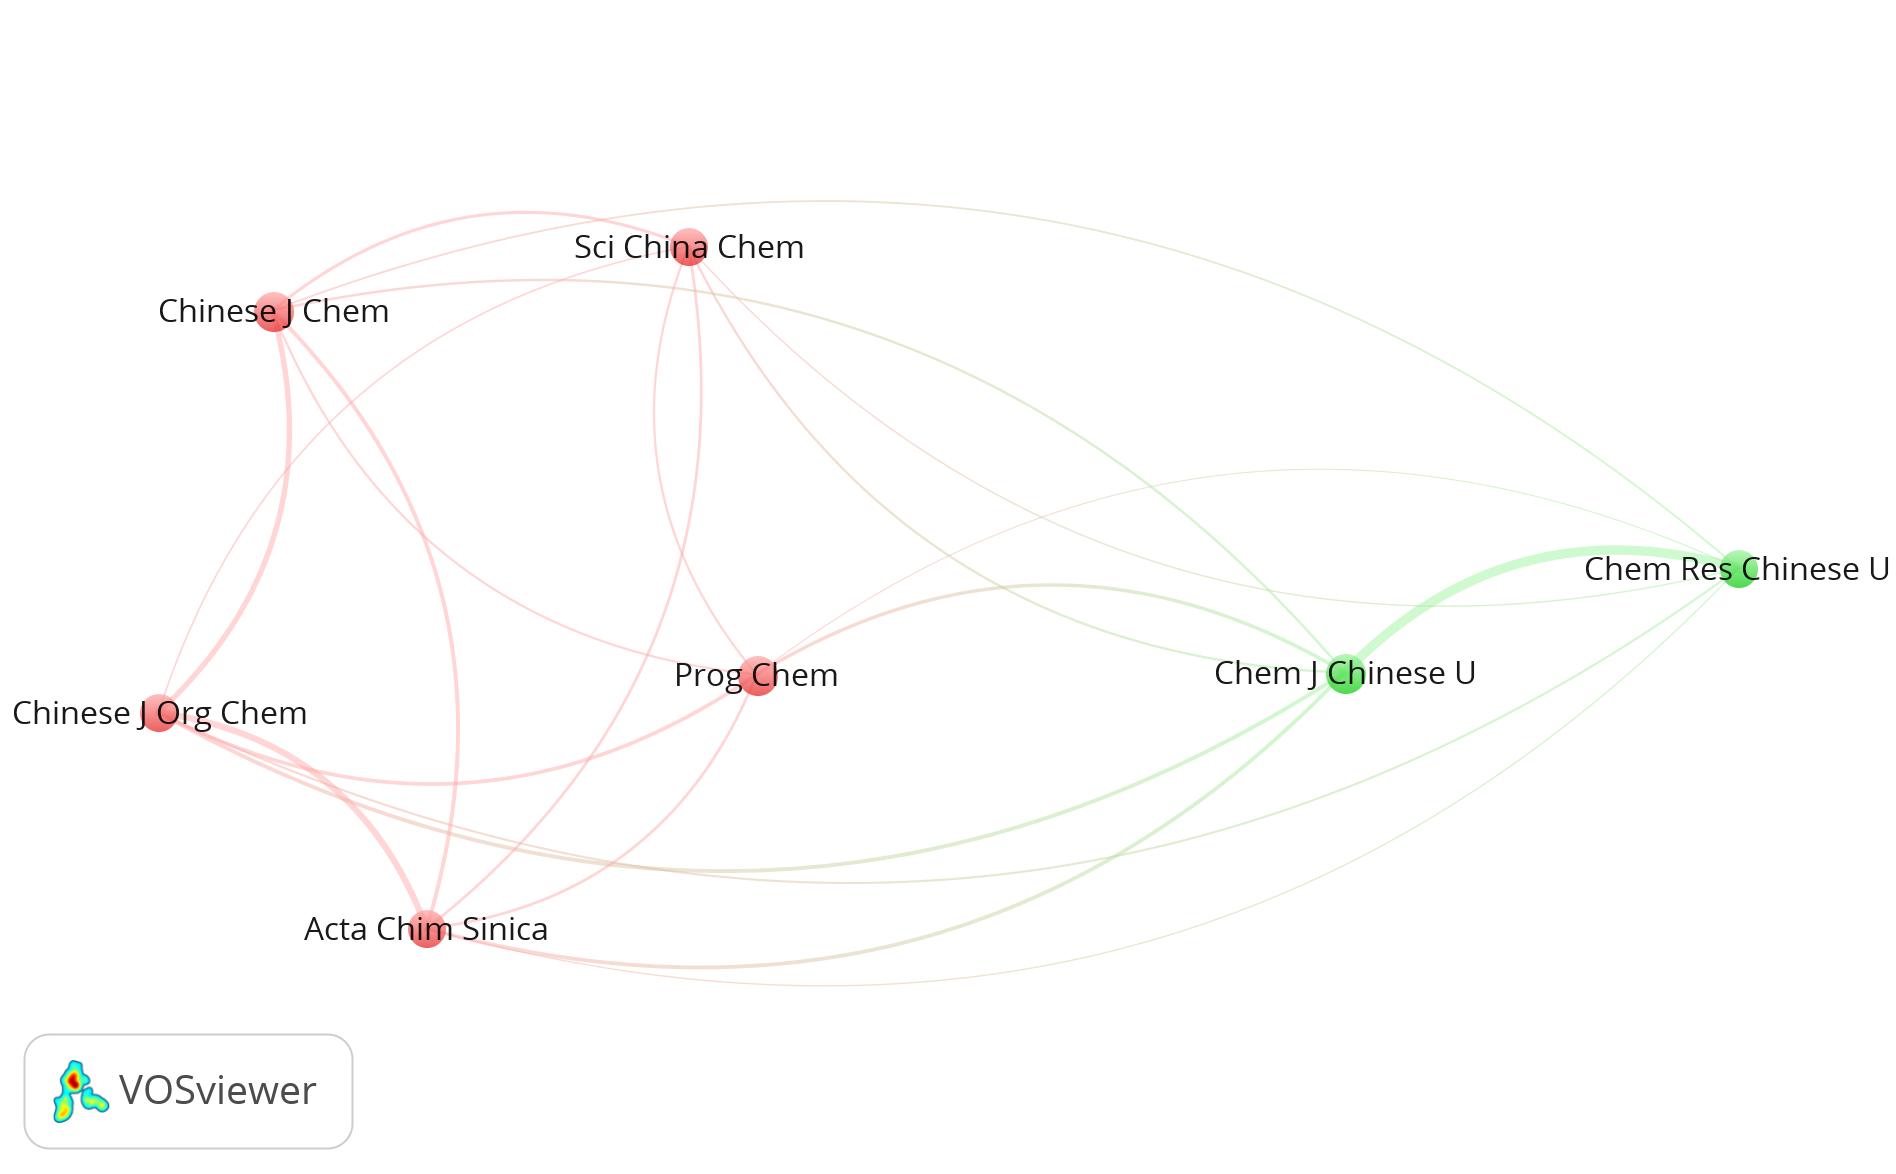 Sci China Chem
Chinese J Chem
Chem Res Chinese U
Prog Chem
Chem J Chinese U
Chinese J Org Chem
Acta Chim Sinica
VOSviewer